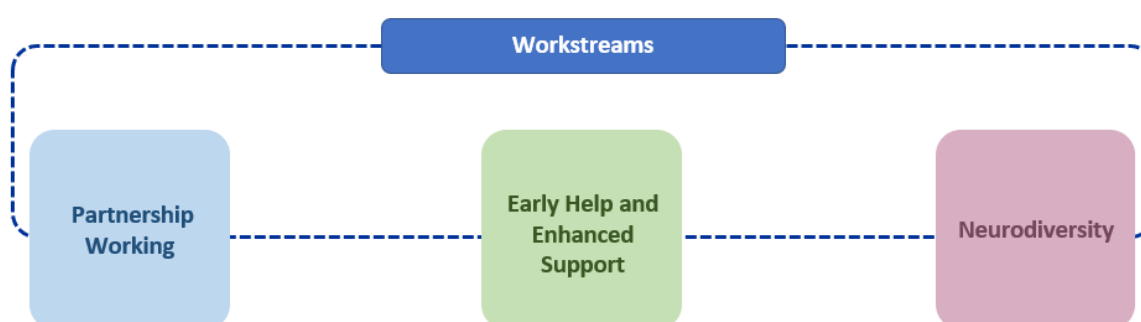 Workstreams
Partnership
Working
Early Help and
Enhanced
Support
Neurodiversity